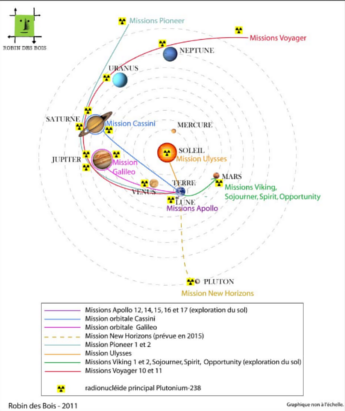 Missions Pioneer
Missions Voyager
ROBIN DES BOIS
NEPTUNE
URANUS
SATURNE
Mission Cassini
MERCURE
SOLEIL
Mission Ulysses
JUPITER
Mission
Galileo
MARS
TERRE
VENUS
Missions Viking,
Sojourner, Spirit, Opportunity
LUNE
Missions Apollo
PLUTON
Mission New Horizons
Missions Apollo 12,14,15,16 et 17 (exploration du sol)
Mission orbitale Cassini
Mission orbitale Galileo
Mission New Horizons (prévue en 2015)
Mission Pioneer 1 et 2
Mission Ulysses
Missions Viking 1 et 2, Sojourner, Spirit, Opportunity (exploration du sol)
Missions Voyager 10 et 11
radionucléide principal Plutonium-238
Robin des Bois - 2011
Graphique non à l'échelle.